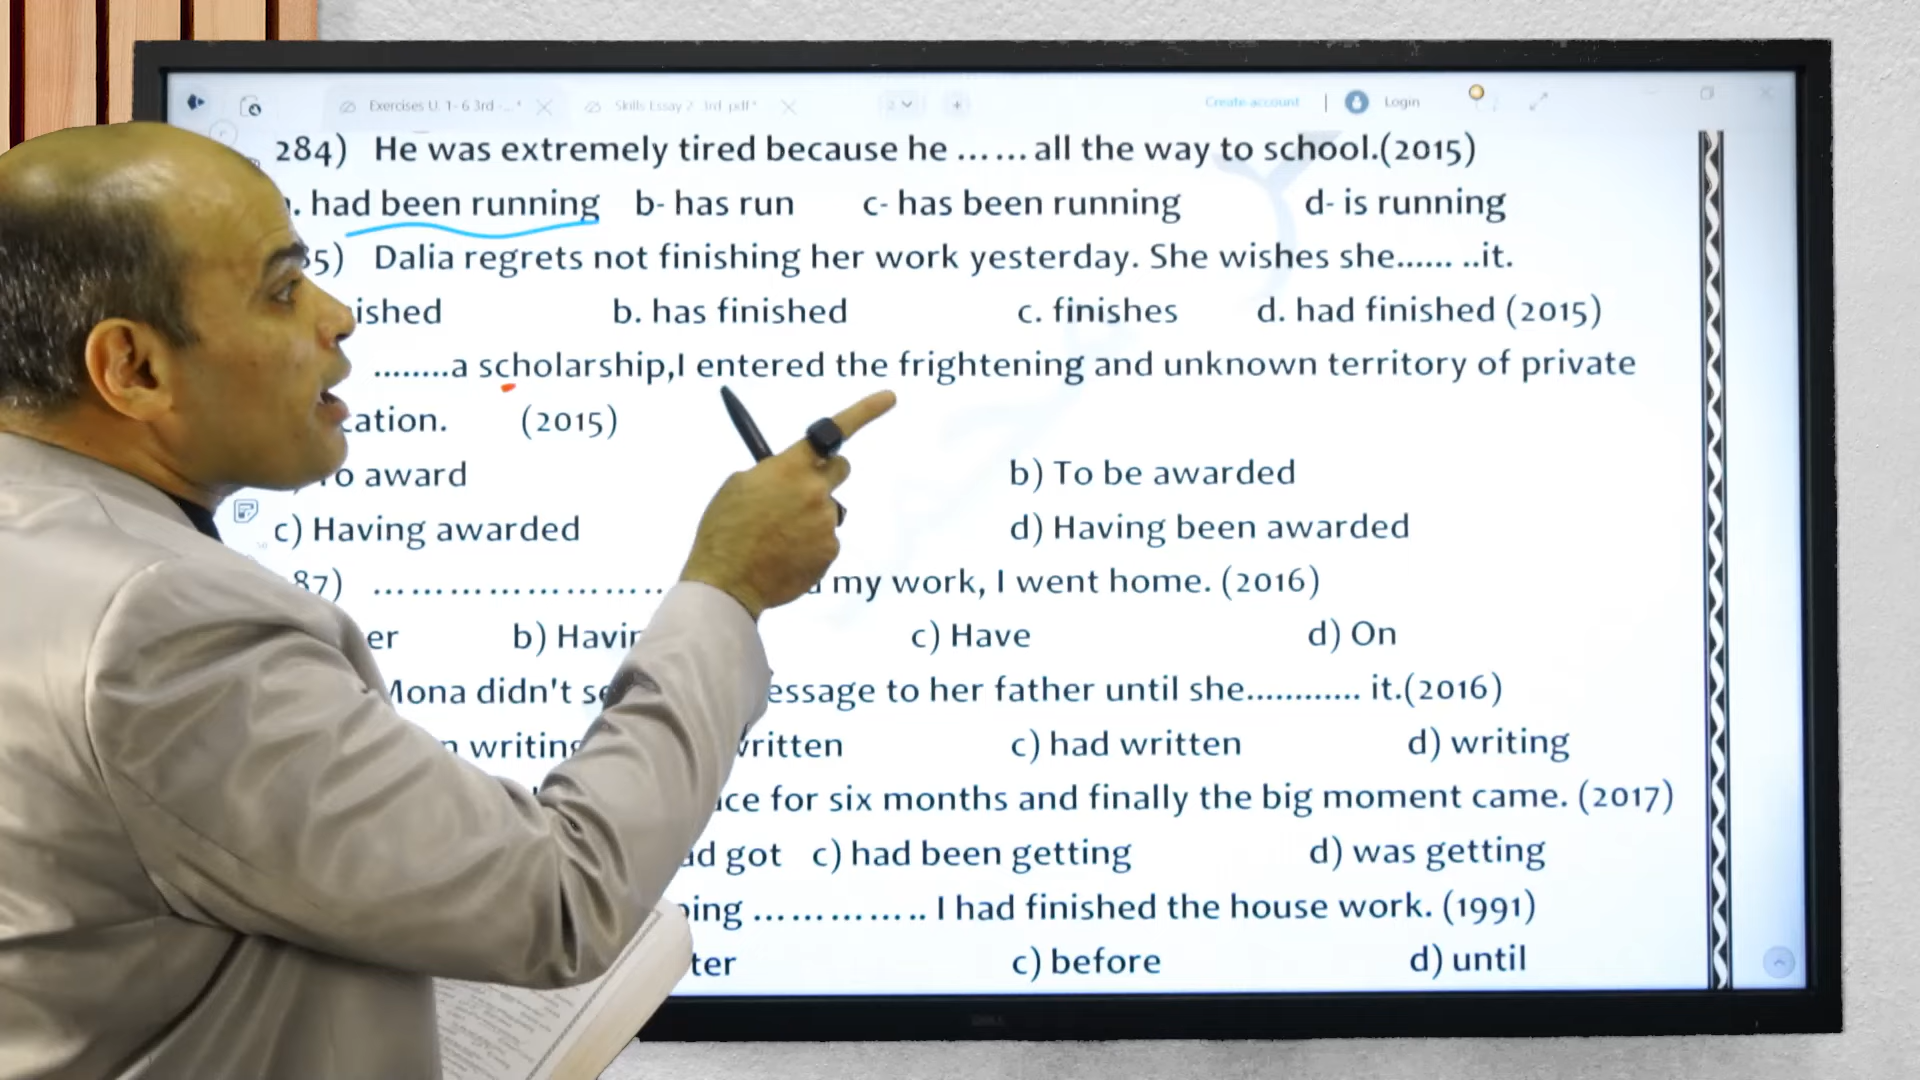 Exercises U. 1- 6 3rd -...*
Skills Essay 2 3rd pdf*
2
+
Create account | Login
284) He was extremely tired because he ...... all the way to school.(2015)
. had been running b- has run c- has been running d- is running
5) Dalia regrets not finishing her work yesterday. She wishes she...... ..it.
ished b. has finished c. finishes d. had finished (2015)
........a scholarship,I entered the frightening and unknown territory of private
cation. (2015)
o award b) To be awarded
c) Having awarded d) Having been awarded
87) ........................ my work, I went home. (2016)
er b) Havin c) Have d) On
Mona didn't se essage to her father until she............ it.(2016)
writing written c) had written d) writing
ce for six months and finally the big moment came. (2017)
d got c) had been getting d) was getting
ping .............. I had finished the house work. (1991)
ter c) before d) until